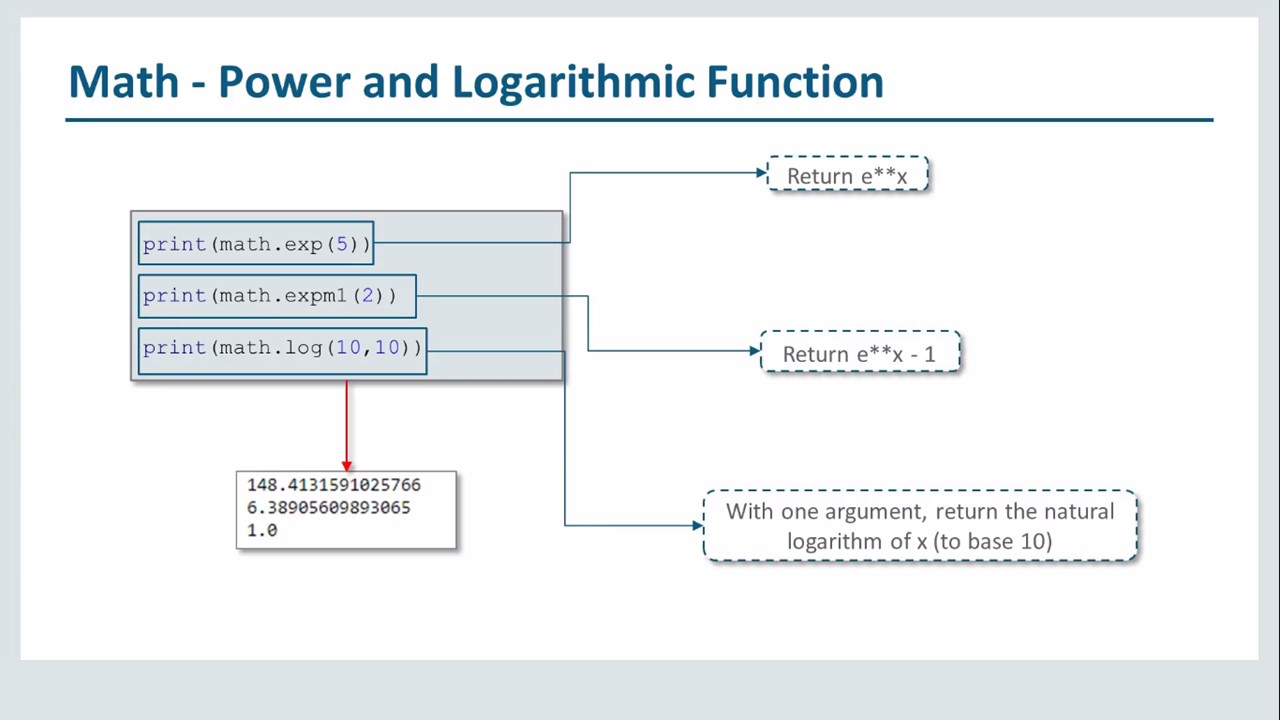 Math - Power and Logarithmic Function
Return e**x
print(math.exp(5))
print(math.expm1(2))
print(math.log(10,10))
Return e**x - 1
148.4131591025766
6.38905609893065
1.0
With one argument, return the natural
logarithm of x (to base 10)